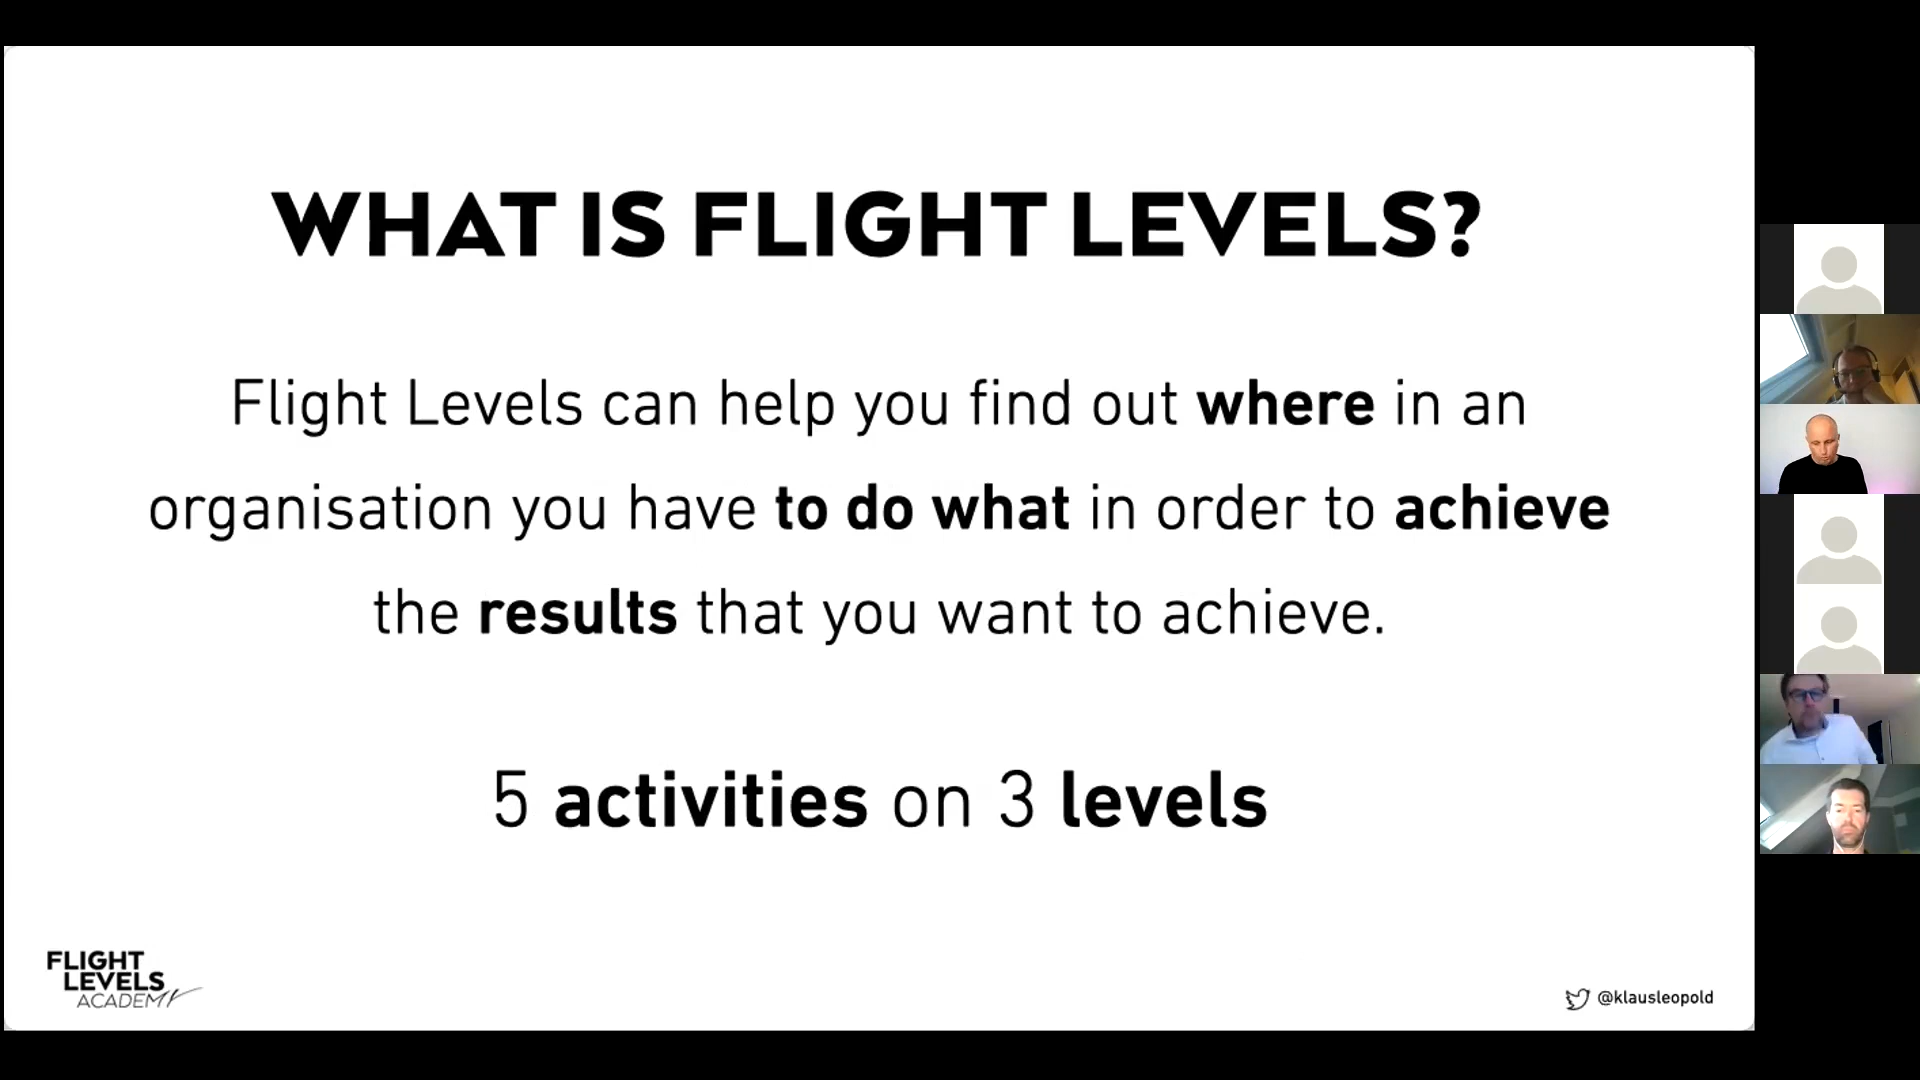 WHAT IS FLIGHT LEVELS?
Flight Levels can help you find out where in an
organisation you have to do what in order to achieve
the results that you want to achieve.
5 activities on 3 levels
FLIGHT
LEVELS
ACADEMY
@klausleopold